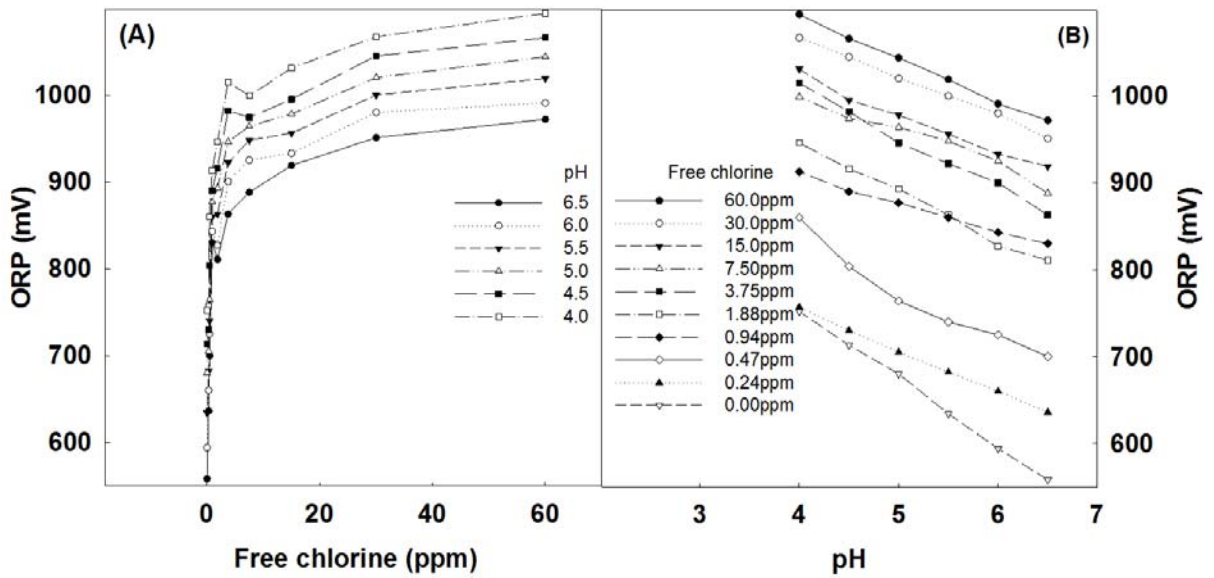 (A)
ORP (mV)
1000
900
800
700
600
0
20
40
60
Free chlorine (ppm)
pH
6.5
6.0
5.5
5.0
4.5
4.0
(B)
Free chlorine
60.0ppm
30.0ppm
15.0ppm
7.50ppm
3.75ppm
1.88ppm
0.94ppm
0.47ppm
0.24ppm
0.00ppm
3
4
5
6
7
pH
1000
900
800
700
600
ORP (mV)